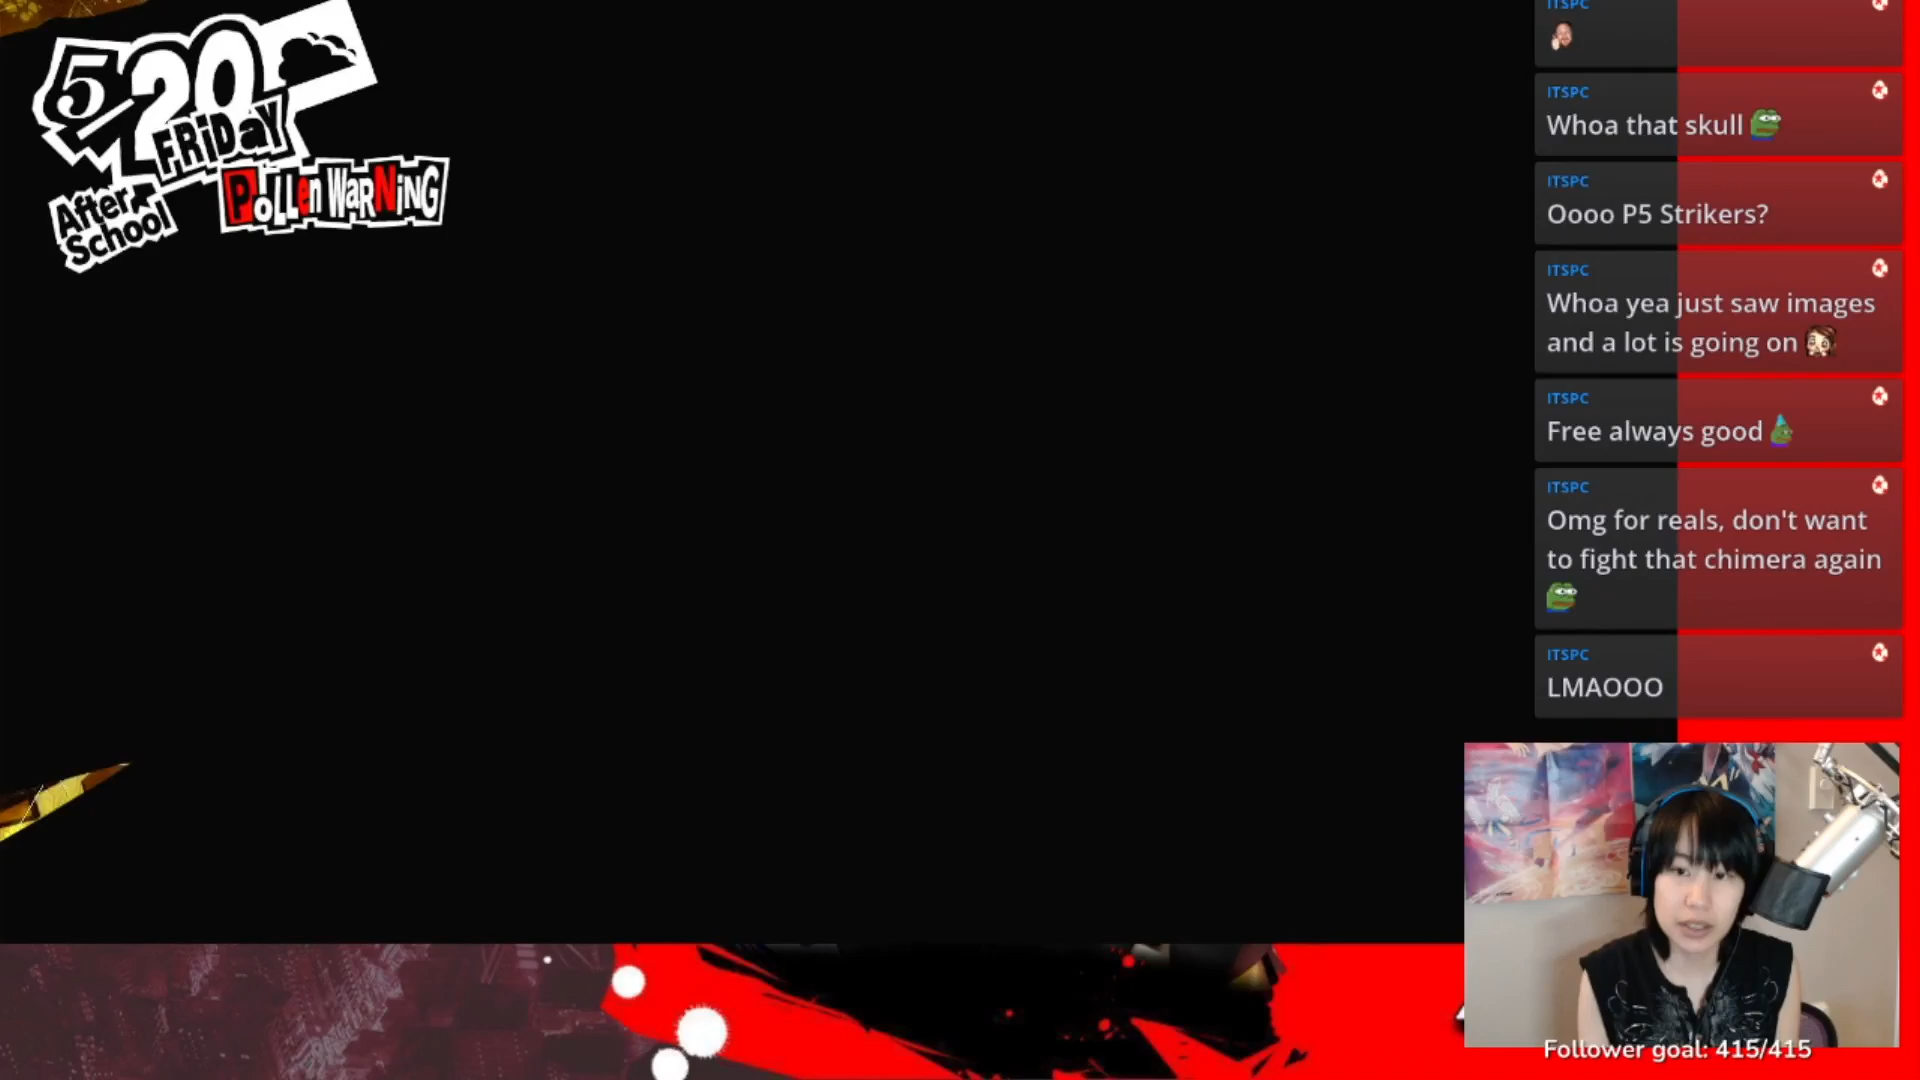 5/20
FRiDaY
After
School
PoLLen WaRNiNG
ITSPC
ITSPC
Whoa that skull
ITSPC
Oooo P5 Strikers?
ITSPC
Whoa yea just saw images
and a lot is going on
ITSPC
Free always good
ITSPC
Omg for reals, don't want
to fight that chimera again
ITSPC
LMAOOO
Follower goal: 415/415